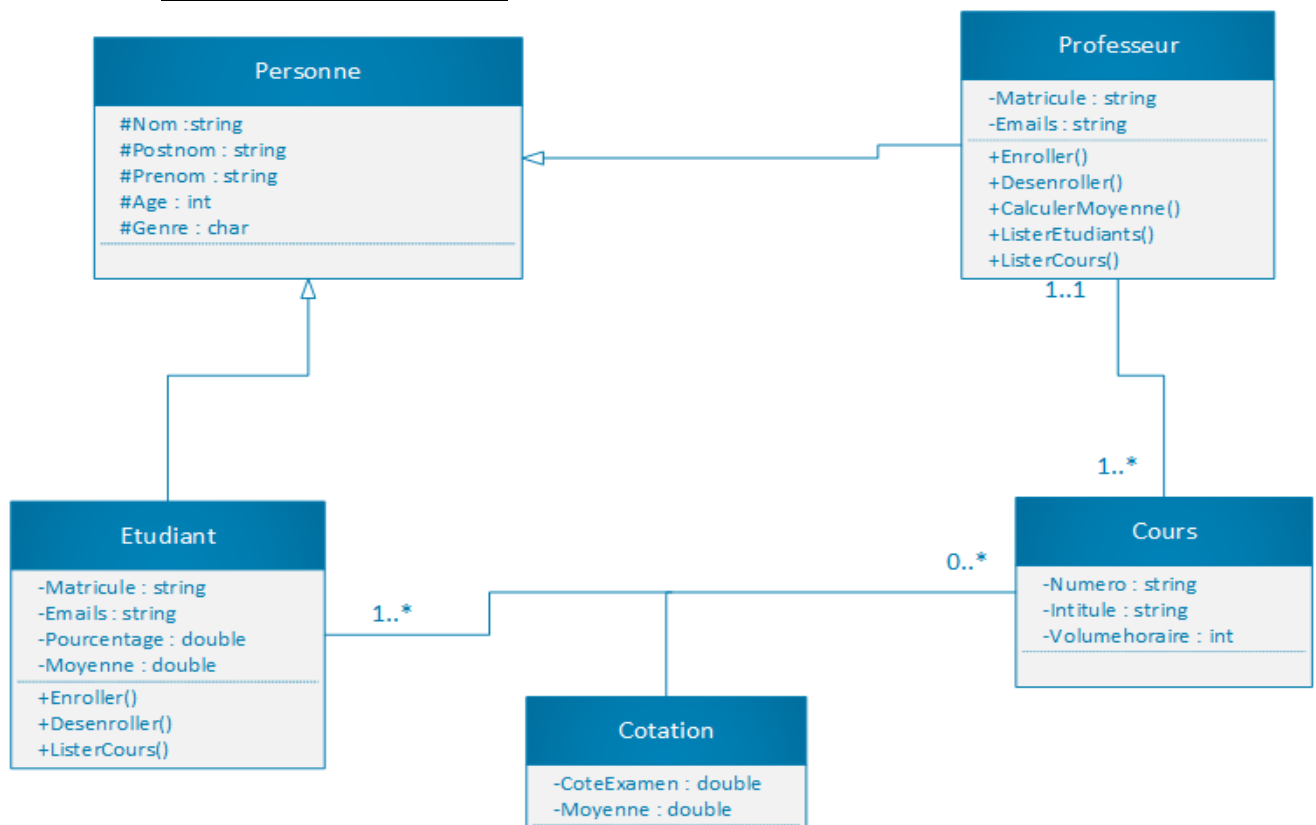 Personne
#Nom :string
#Postnom : string
#Prenom : string
#Age : int
#Genre : char
Professeur
-Matricule : string
-Emails : string
+Enroller()
+Desenroller()
+CalculerMoyenne()
+ListerEtudiants()
+ListerCours()
1..1
1..*
Etudiant
-Matricule : string
-Emails : string
-Pourcentage : double
-Moyenne : double
+Enroller()
+Desenroller()
+ListerCours()
1..*
0..*
Cours
-Numero : string
-Intitule : string
-Volumehoraire : int
Cotation
-CoteExamen : double
-Moyenne : double